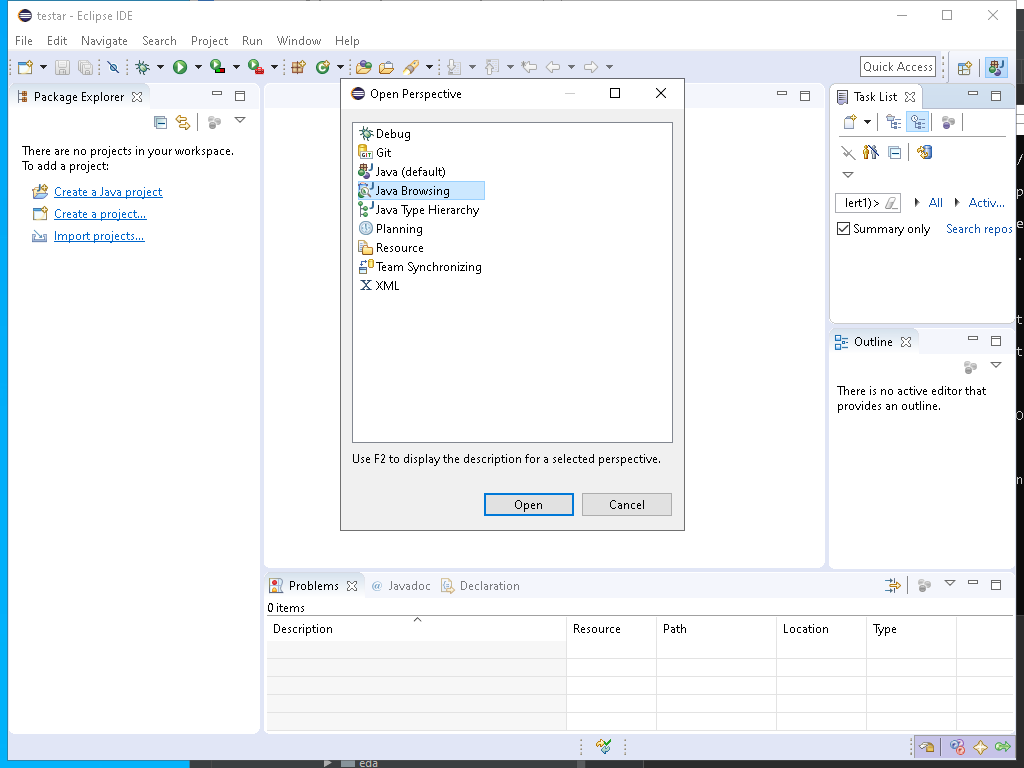 testar - Eclipse IDE
File Edit Navigate Search Project Run Window Help
Quick Access
Package Explorer
There are no projects in your workspace.
To add a project:
Create a Java project
Create a project...
Import projects...
Open Perspective
Debug
Git
Java (default)
Java Browsing
Java Type Hierarchy
Planning
Resource
Team Synchronizing
XML
Use F2 to display the description for a selected perspective.
Open Cancel
Task List
lert1)> All Activ...
Summary only Search repos
Outline
There is no active editor that
provides an outline.
Problems @ Javadoc Declaration
0 items
Description Resource Path Location Type
eda